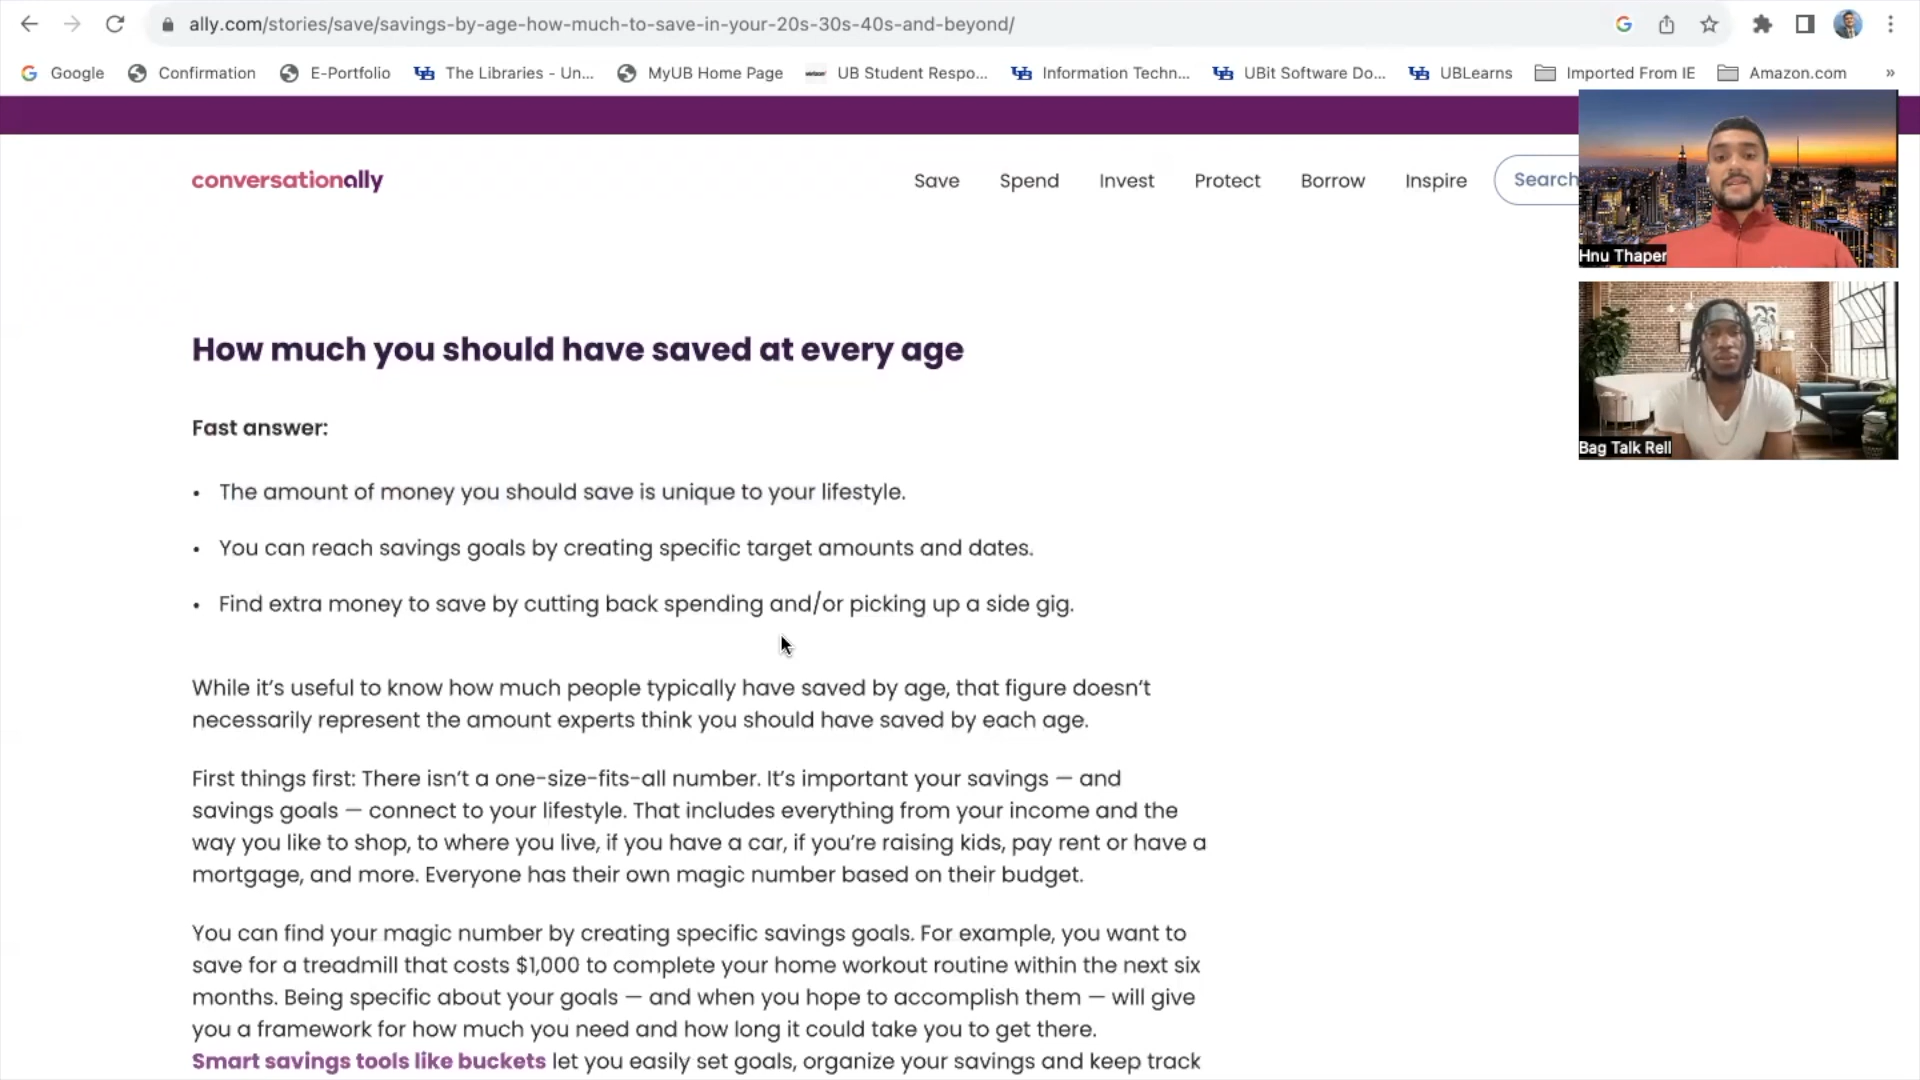 ally.com/stories/save/savings-by-age-how-much-to-save-in-your-20s-30s-40s-and-beyond/
Google Confirmation E-Portfolio The Libraries - Un... MyUB Home Page UB Student Respo... Information Techn... UBit Software Do... UBLearns Imported From IE Amazon.com »
conversationally Save Spend Invest Protect Borrow Inspire Search
Hnu Thaper
How much you should have saved at every age
Fast answer:
Bag Talk Rell
• The amount of money you should save is unique to your lifestyle.
• You can reach savings goals by creating specific target amounts and dates.
• Find extra money to save by cutting back spending and/or picking up a side gig.
While it's useful to know how much people typically have saved by age, that figure doesn't
necessarily represent the amount experts think you should have saved by each age.
First things first: There isn't a one-size-fits-all number. It's important your savings — and
savings goals — connect to your lifestyle. That includes everything from your income and the
way you like to shop, to where you live, if you have a car, if you're raising kids, pay rent or have a
mortgage, and more. Everyone has their own magic number based on their budget.
You can find your magic number by creating specific savings goals. For example, you want to
save for a treadmill that costs $1,000 to complete your home workout routine within the next six
months. Being specific about your goals — and when you hope to accomplish them — will give
you a framework for how much you need and how long it could take you to get there.
Smart savings tools like buckets let you easily set goals, organize your savings and keep track